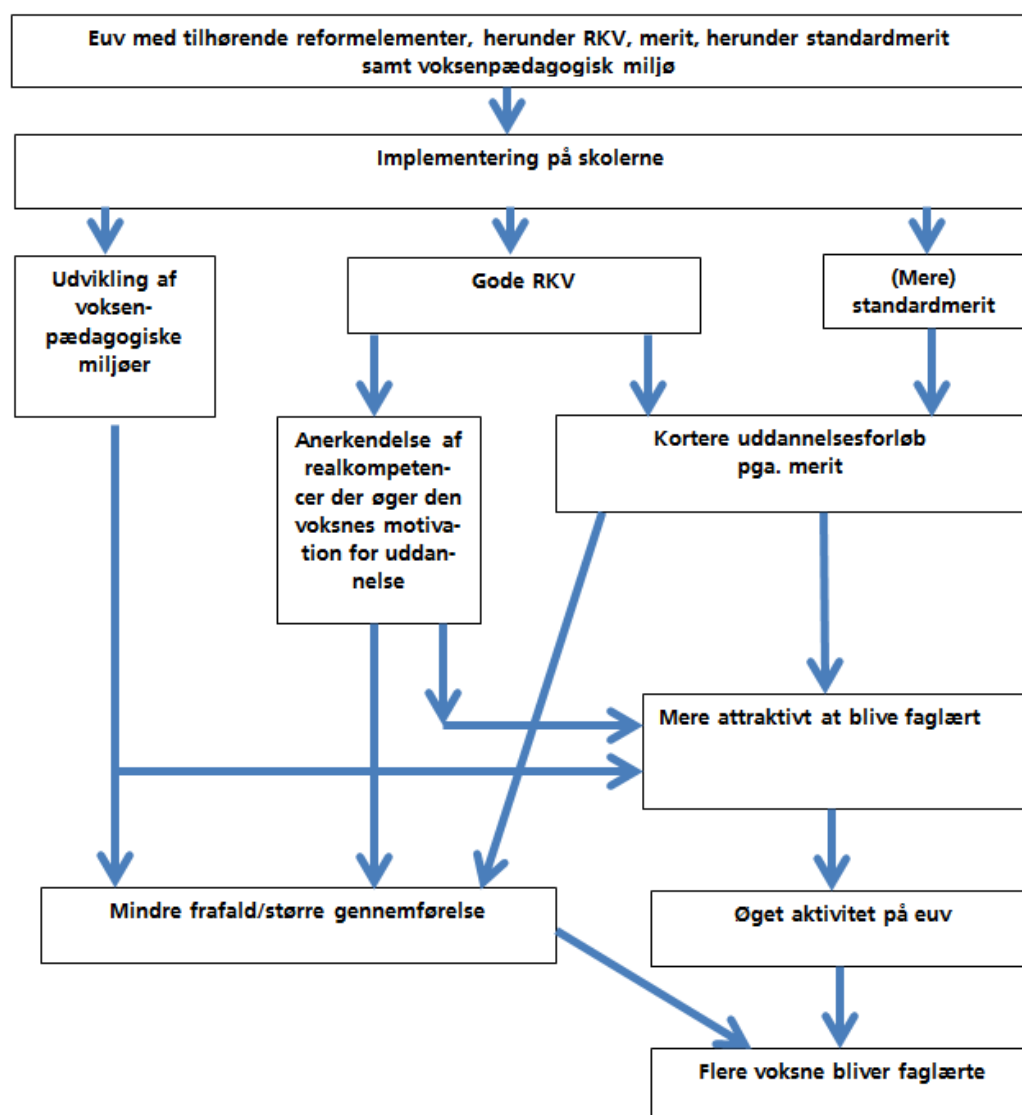 Euv med tilhørende reformelementer, herunder RKV, merit, herunder standardmerit
samt voksenpædagogisk miljø
Implementering på skolerne
Udvikling af
voksen-
pædagogiske
miljøer
Gode RKV
(Mere)
standardmerit
Anerkendelse af
realkompeten-
cer der øger den
voksnes motiva-
tion for uddan-
nelse
Kortere uddannelsesforløb
pga. merit
Mere attraktivt at blive faglært
Mindre frafald/større gennemførelse
Øget aktivitet på euv
Flere voksne bliver faglærte